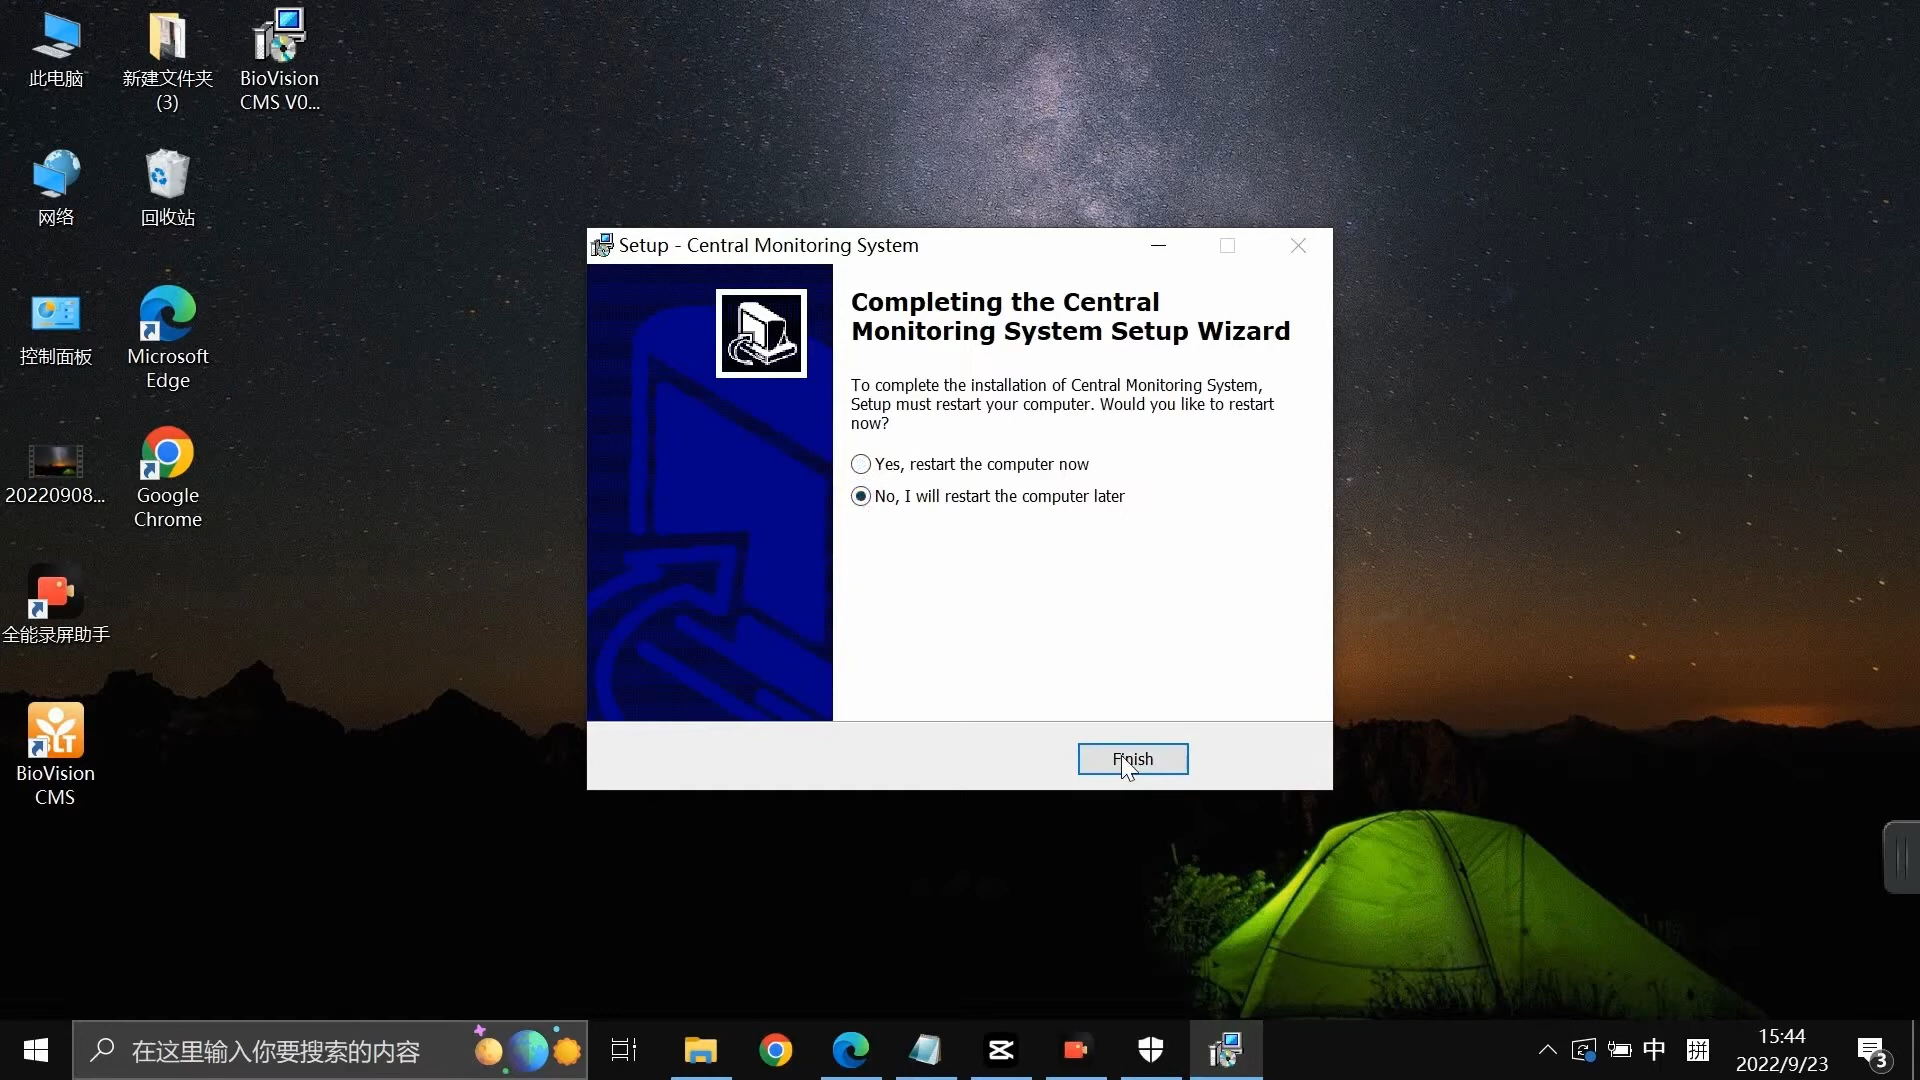 此电脑
新建文件夹
(3)
BioVision
CMS V0...
网络
回收站
控制面板
Microsoft
Edge
20220908...
Google
Chrome
全能录屏助手
BLT
BioVision
CMS
Setup - Central Monitoring System
Completing the Central
Monitoring System Setup Wizard
To complete the installation of Central Monitoring System,
Setup must restart your computer. Would you like to restart
now?
Yes, restart the computer now
No, I will restart the computer later
Finish
在这里输入你要搜索的内容
中
拼
15:44
2022/9/23
3